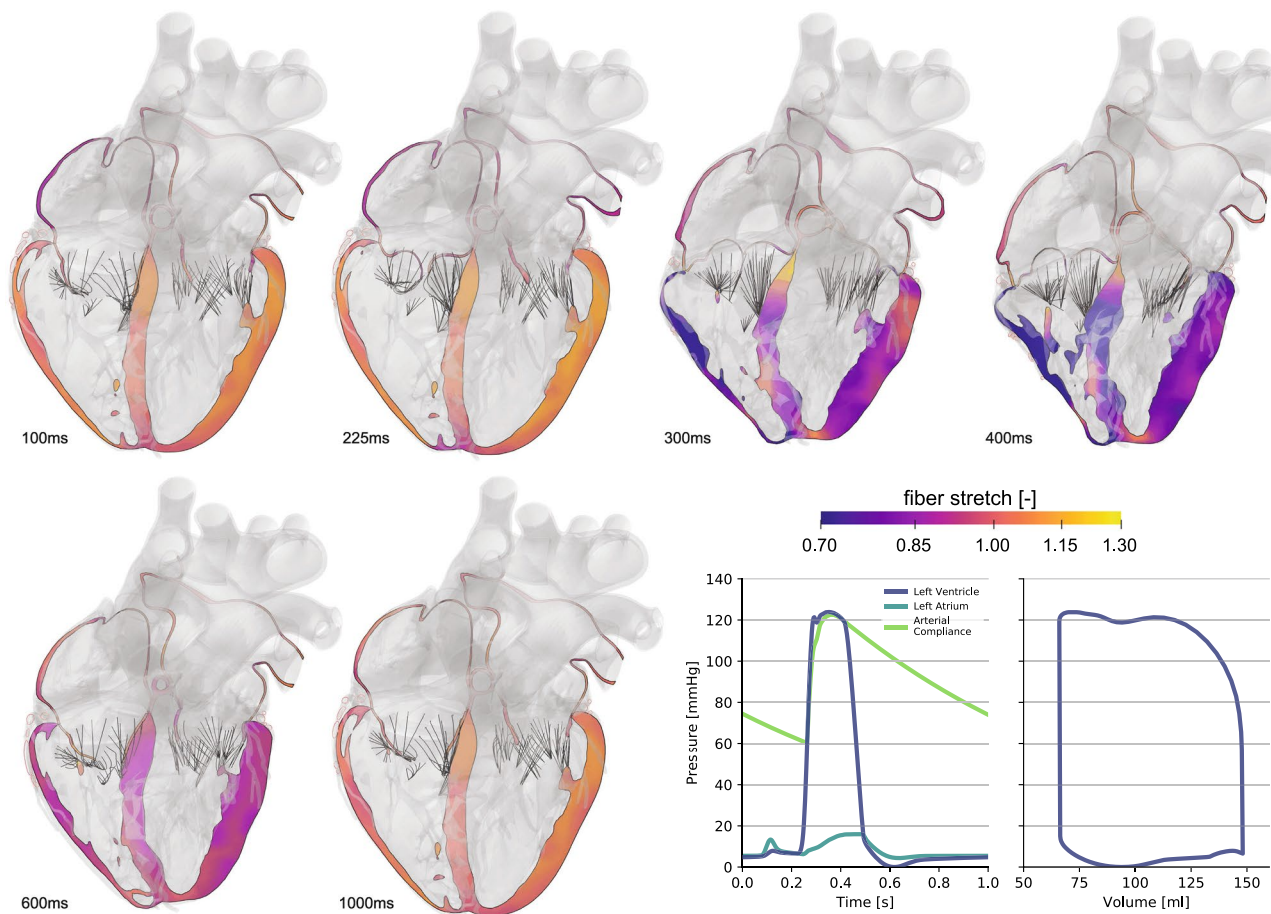 100ms
225ms
300ms
400ms
fiber stretch [-]
0.70 0.85 1.00 1.15 1.30
600ms
1000ms
Pressure [mmHg]
140
120
100
80
60
40
20
0
Left Ventricle
Left Atrium
Arterial
Compliance
0.0 0.2 0.4 0.6 0.8 1.0
Time [s]
50 75 100 125 150
Volume [ml]